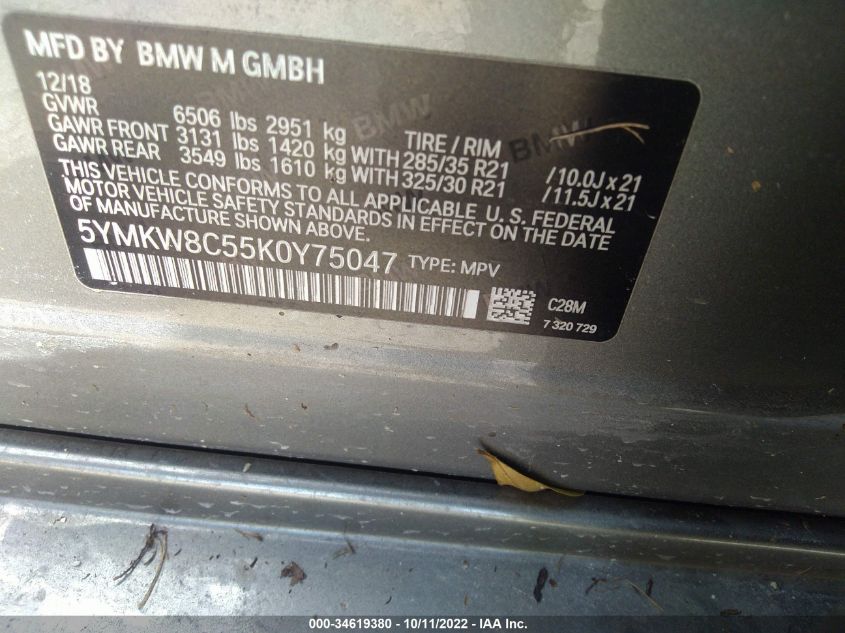 MFD BY BMW M GMBH
12/18
GVWR 6506 lbs 2951 kg TIRE / RIM
GAWR FRONT 3131 lbs 1420 kg WITH 285/35 R21 /10.0J x 21
GAWR REAR 3549 lbs 1610 kg WITH 325/30 R21 /11.5J x 21
THIS VEHICLE CONFORMS TO ALL APPLICABLE U.S. FEDERAL
MOTOR VEHICLE SAFETY STANDARDS IN EFFECT ON THE DATE
OF MANUFACTURE SHOWN ABOVE.
5YMKW8C55K0Y75047 TYPE: MPV
C28M
7 320 729
000-34619380 - 10/11/2022 - IAA Inc.